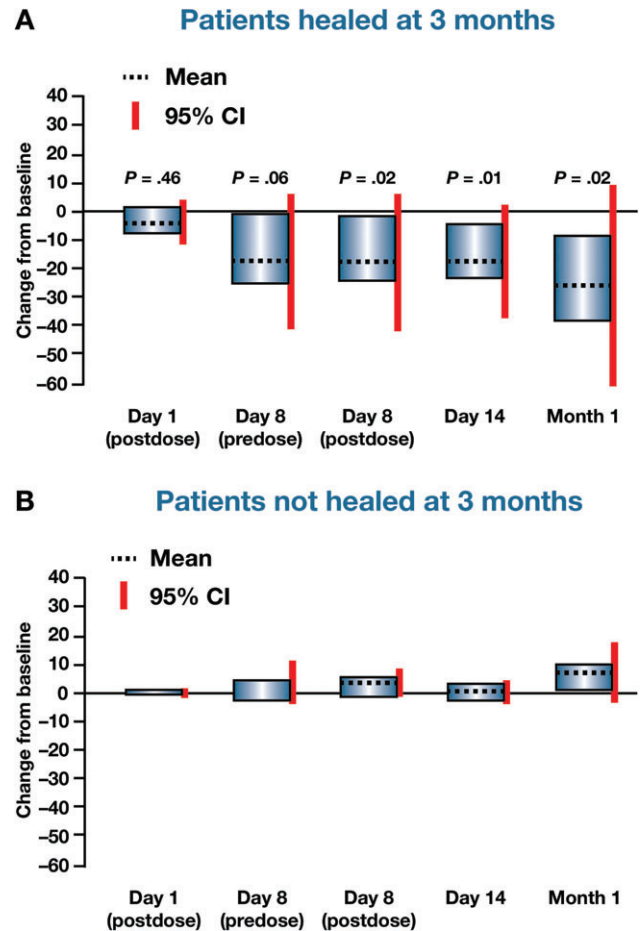 A Patients healed at 3 months
Mean
95% CI
Change from baseline
40
30
20
10
0
–10
–20
–30
–40
–50
–60
P = .46 P = .06 P = .02 P = .01 P = .02
Day 1 Day 8 Day 8 Day 14 Month 1
(postdose) (predose) (postdose)
B Patients not healed at 3 months
Mean
95% CI
Change from baseline
40
30
20
10
0
–10
–20
–30
–40
–50
–60
Day 1 Day 8 Day 8 Day 14 Month 1
(postdose) (predose) (postdose)